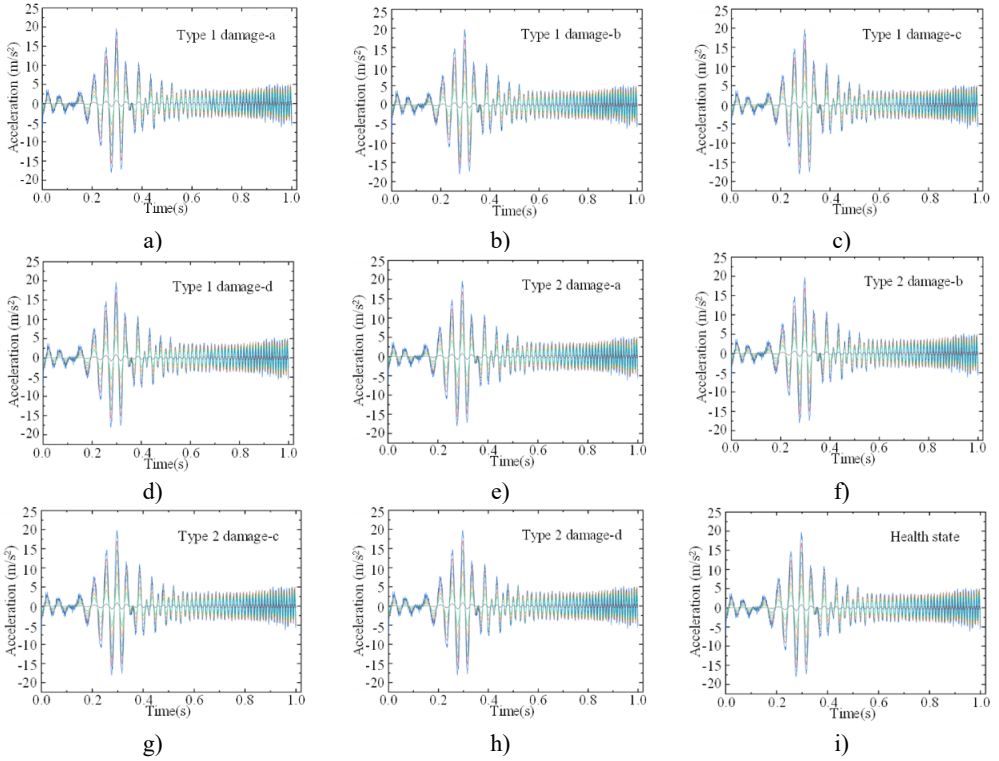 25
20
15
10
5
0
-5
-10
-15
-20
Acceleration (m/s²)
Type 1 damage-a
0.0 0.2 0.4 0.6 0.8 1.0
Time(s)
a)
25
20
15
10
5
0
-5
-10
-15
-20
Acceleration (m/s²)
Type 1 damage-b
0.0 0.2 0.4 0.6 0.8 1.0
Time(s)
b)
25
20
15
10
5
0
-5
-10
-15
-20
Acceleration (m/s²)
Type 1 damage-c
0.0 0.2 0.4 0.6 0.8 1.0
Time(s)
c)
25
20
15
10
5
0
-5
-10
-15
-20
Acceleration (m/s²)
Type 1 damage-d
0.0 0.2 0.4 0.6 0.8 1.0
Time(s)
d)
25
20
15
10
5
0
-5
-10
-15
-20
Acceleration (m/s²)
Type 2 damage-a
0.0 0.2 0.4 0.6 0.8 1.0
Time(s)
e)
25
20
15
10
5
0
-5
-10
-15
-20
Acceleration (m/s²)
Type 2 damage-b
0.0 0.2 0.4 0.6 0.8 1.0
Time(s)
f)
25
20
15
10
5
0
-5
-10
-15
-20
Acceleration (m/s²)
Type 2 damage-c
0.0 0.2 0.4 0.6 0.8 1.0
Time(s)
g)
25
20
15
10
5
0
-5
-10
-15
-20
Acceleration (m/s²)
Type 2 damage-d
0.0 0.2 0.4 0.6 0.8 1.0
Time(s)
h)
25
20
15
10
5
0
-5
-10
-15
-20
Acceleration (m/s²)
Health state
0.0 0.2 0.4 0.6 0.8 1.0
Time(s)
i)